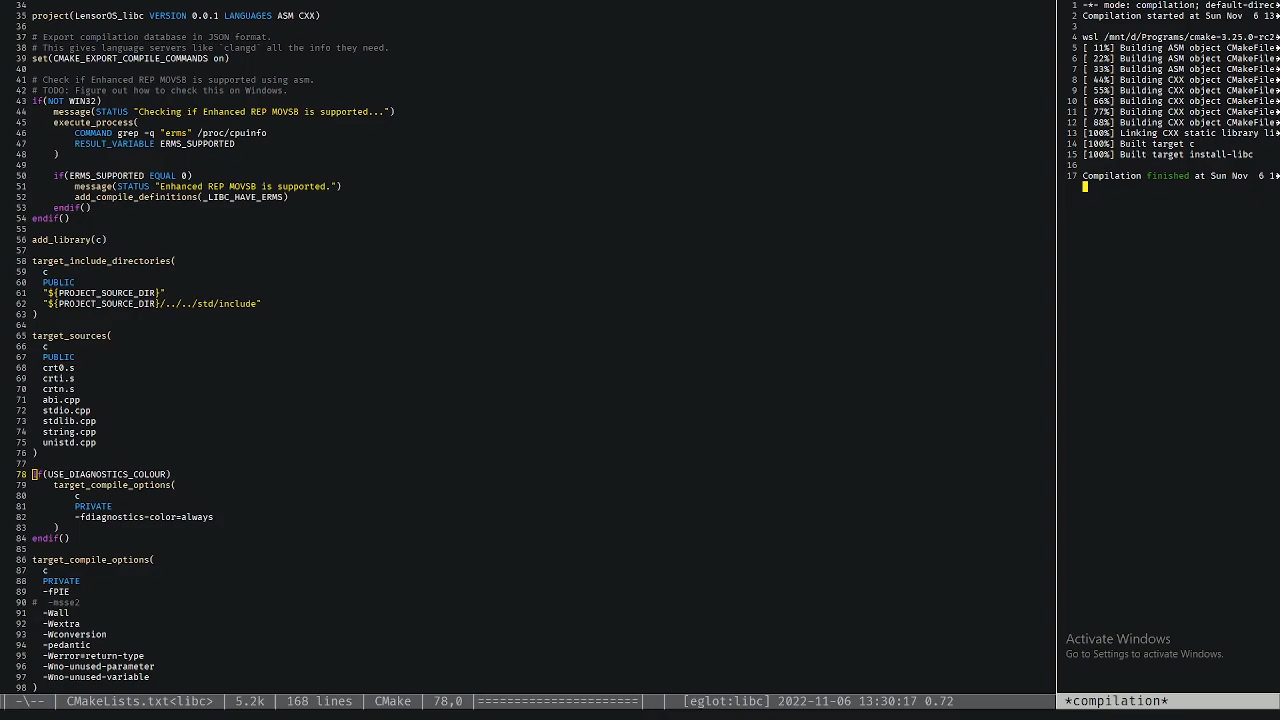 34
35 project(LensorOS_libc VERSION 0.0.1 LANGUAGES ASM CXX)
36
37 # Export compilation database in JSON format.
38 # This gives language servers like `clangd` all the info they need.
39 set(CMAKE_EXPORT_COMPILE_COMMANDS on)
40
41 # Check if Enhanced REP MOVSB is supported using asm.
42 # TODO: Figure out how to check this on Windows.
43 if(NOT WIN32)
44     message(STATUS "Checking if Enhanced REP MOVSB is supported...")
45     execute_process(
46         COMMAND grep -q "erms" /proc/cpuinfo
47         RESULT_VARIABLE ERMS_SUPPORTED
48     )
49
50     if(ERMS_SUPPORTED EQUAL 0)
51         message(STATUS "Enhanced REP MOVSB is supported.")
52         add_compile_definitions(_LIBC_HAVE_ERMS)
53     endif()
54 endif()
55
56 add_library(c)
57
58 target_include_directories(
59   c
60   PUBLIC
61   "${PROJECT_SOURCE_DIR}"
62   "${PROJECT_SOURCE_DIR}/../../std/include"
63 )
64
65 target_sources(
66   c
67   PUBLIC
68   crt0.s
69   crti.s
70   crtn.s
71   abi.cpp
72   stdio.cpp
73   stdlib.cpp
74   string.cpp
75   unistd.cpp
76 )
77
78 if(USE_DIAGNOSTICS_COLOUR)
79     target_compile_options(
80         c
81         PRIVATE
82         -fdiagnostics-color=always
83     )
84 endif()
85
86 target_compile_options(
87   c
88   PRIVATE
89   -fPIE
90 #  -msse2
91   -Wall
92   -Wextra
93   -Wconversion
94   -pedantic
95   -Werror=return-type
96   -Wno-unused-parameter
97   -Wno-unused-variable
98 )
-\-- CMakeLists.txt<libc> 5.2k 168 lines CMake 78,0 ====================== [eglot:libc] 2022-11-06 13:30;17 0.72
1 -*- mode: compilation; default-direc
2 Compilation started at Sun Nov  6 13
3
4 wsl /mnt/d/Programs/cmake-3.25.0-rc2
5 [ 11%] Building ASM object CMakeFile
6 [ 22%] Building ASM object CMakeFile
7 [ 33%] Building ASM object CMakeFile
8 [ 44%] Building CXX object CMakeFile
9 [ 55%] Building CXX object CMakeFile
10 [ 66%] Building CXX object CMakeFile
11 [ 77%] Building CXX object CMakeFile
12 [ 88%] Building CXX object CMakeFile
13 [100%] Linking CXX static library li
14 [100%] Built target c
15 [100%] Built target install-libc
16
17 Compilation finished at Sun Nov  6 1
Activate Windows
Go to Settings to activate Windows.
*compilation*